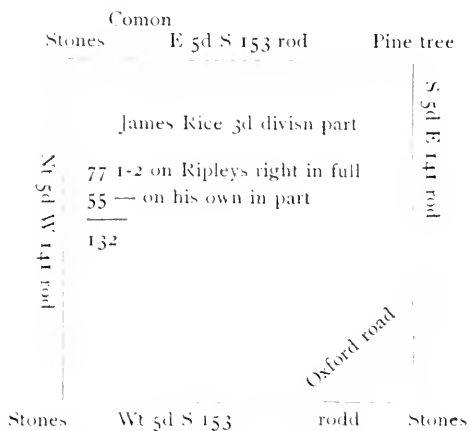 Comon
Stones E 5d S 153 rod Pine tree
S 5d E 141 rod
James Rice 3d divisn part
77 1-2 on Ripleys right in full
55 — on his own in part
132
Nt 5d W 141 rod
Oxford road
Stones Wt 5d S 153 rodd Stones